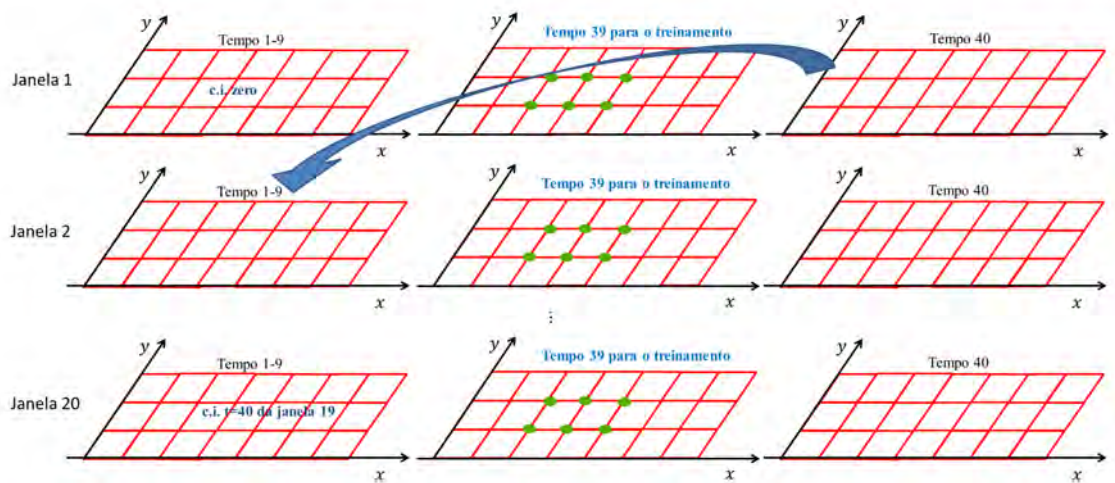 y
Tempo 1-9
y
Tempo 39 para o treinamento
y
Tempo 40
Janela 1
c.i. zero
x
x
x
y
Tempo 1-9
y
Tempo 39 para o treinamento
y
Tempo 40
Janela 2
x
x
x
⋮
y
Tempo 1-9
y
Tempo 39 para o treinamento
y
Tempo 40
Janela 20
c.i. t=40 da janela 19
x
x
x